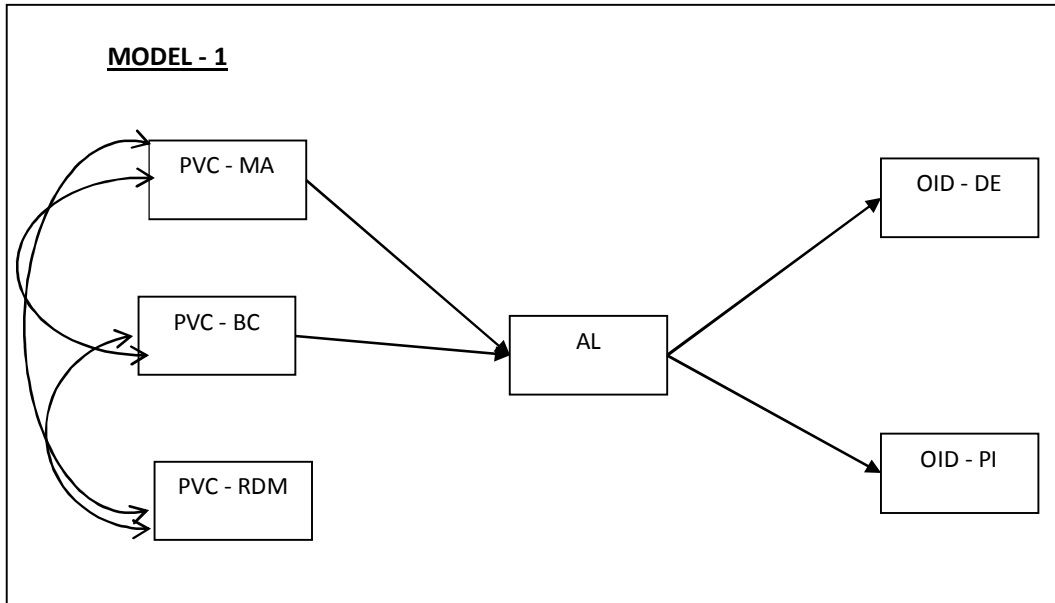 MODEL - 1
PVC - MA
OID - DE
PVC - BC
AL
OID - PI
PVC - RDM